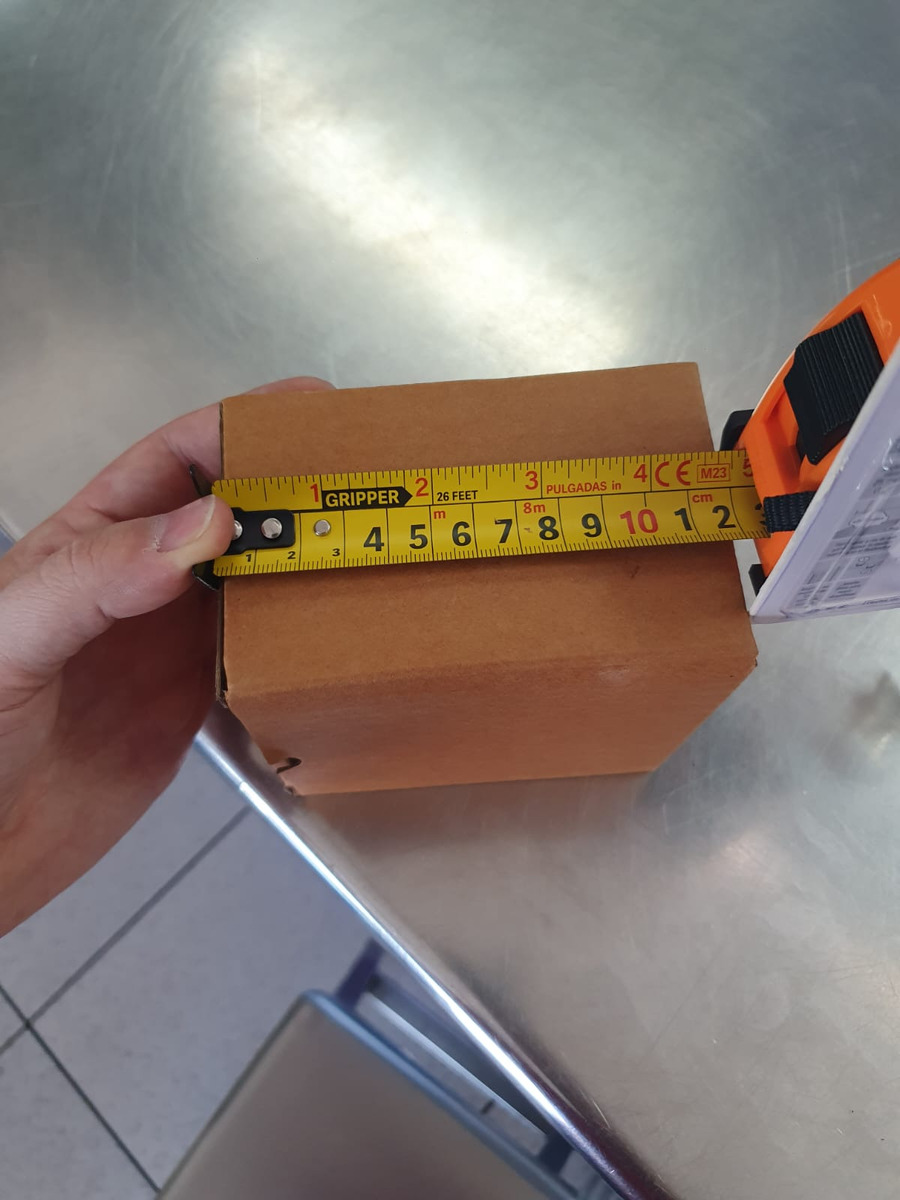 1 GRIPPER 2 26 FEET 3 PULGADAS in 4 CE M23 5
m 8m cm
1 2 3 4 5 6 7 8 9 10 1 2